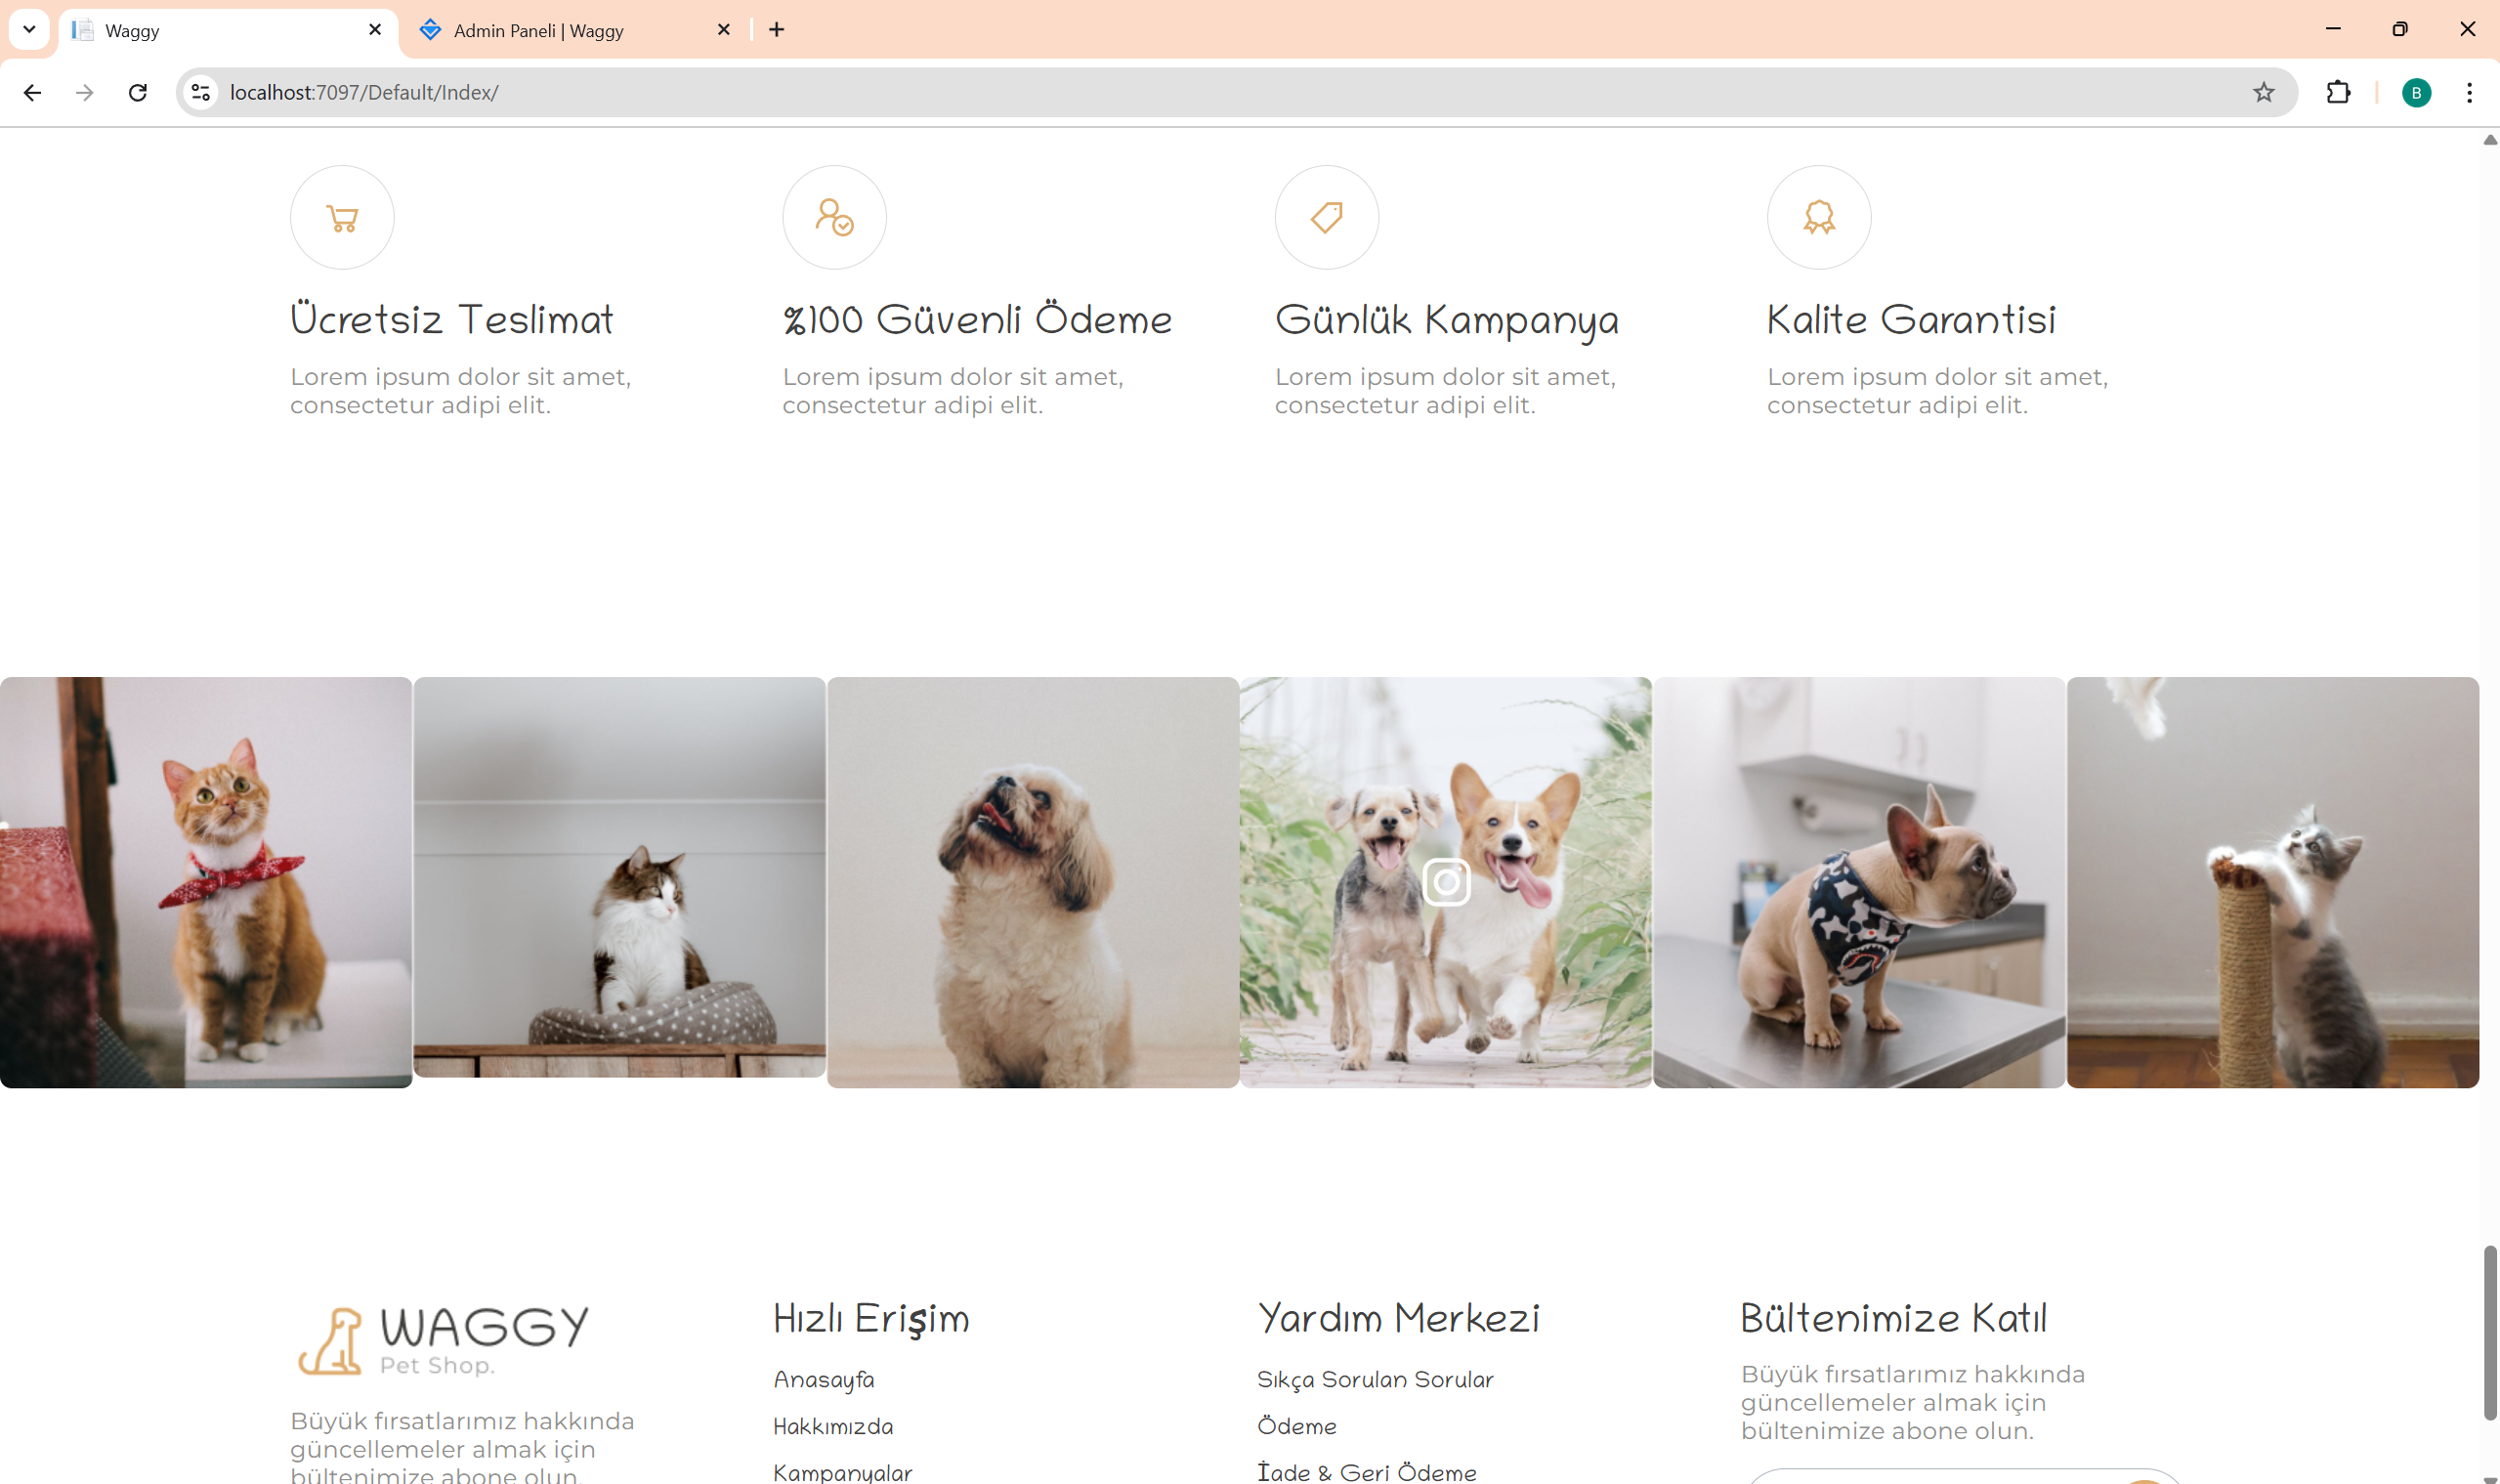 Waggy
Admin Paneli | Waggy
localhost:7097/Default/Index/
B
Ücretsiz Teslimat
Lorem ipsum dolor sit amet,
consectetur adipi elit.
%100 Güvenli Ödeme
Lorem ipsum dolor sit amet,
consectetur adipi elit.
Günlük Kampanya
Lorem ipsum dolor sit amet,
consectetur adipi elit.
Kalite Garantisi
Lorem ipsum dolor sit amet,
consectetur adipi elit.
WAGGY
Pet Shop.
Büyük fırsatlarımız hakkında
güncellemeler almak için
bültenimize abone olun.
Hızlı Erişim
Anasayfa
Hakkımızda
Kampanyalar
Yardım Merkezi
Sıkça Sorulan Sorular
Ödeme
İade & Geri Ödeme
Bültenimize Katıl
Büyük fırsatlarımız hakkında
güncellemeler almak için
bültenimize abone olun.